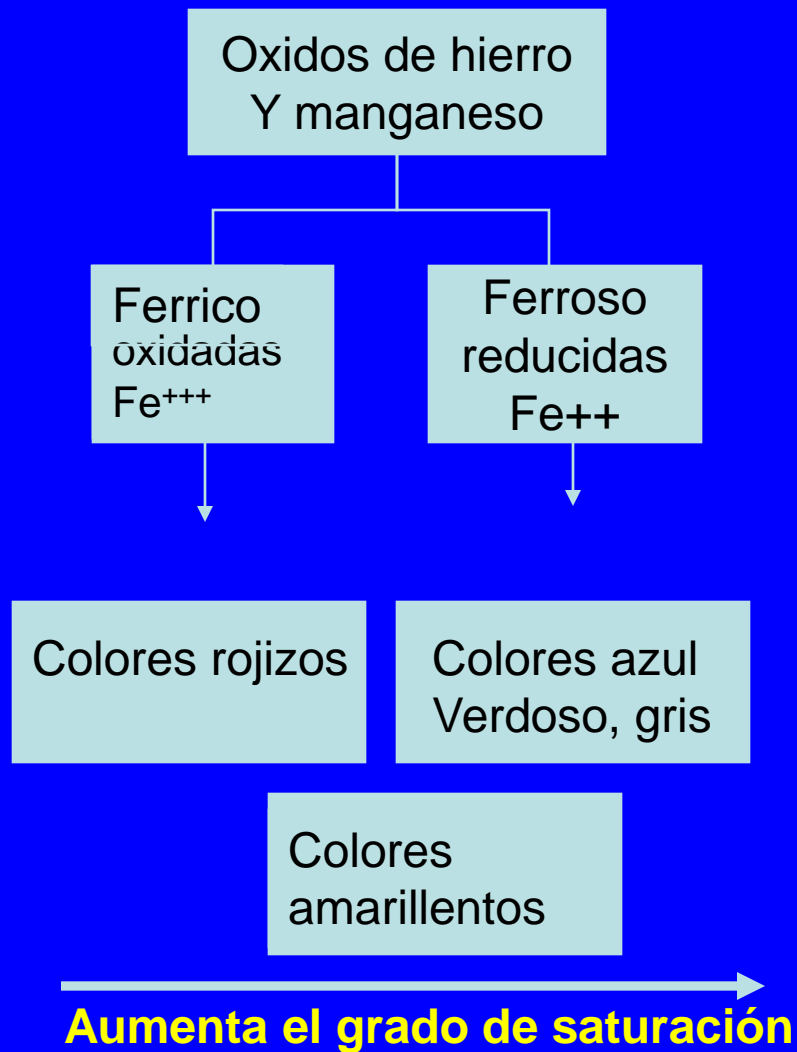 Oxidos de hierro
Y manganeso
Ferrico
oxidadas
Fe+++
Ferroso
reducidas
Fe++
Colores rojizos
Colores azul
Verdoso, gris
Colores
amarillentos
Aumenta el grado de saturación